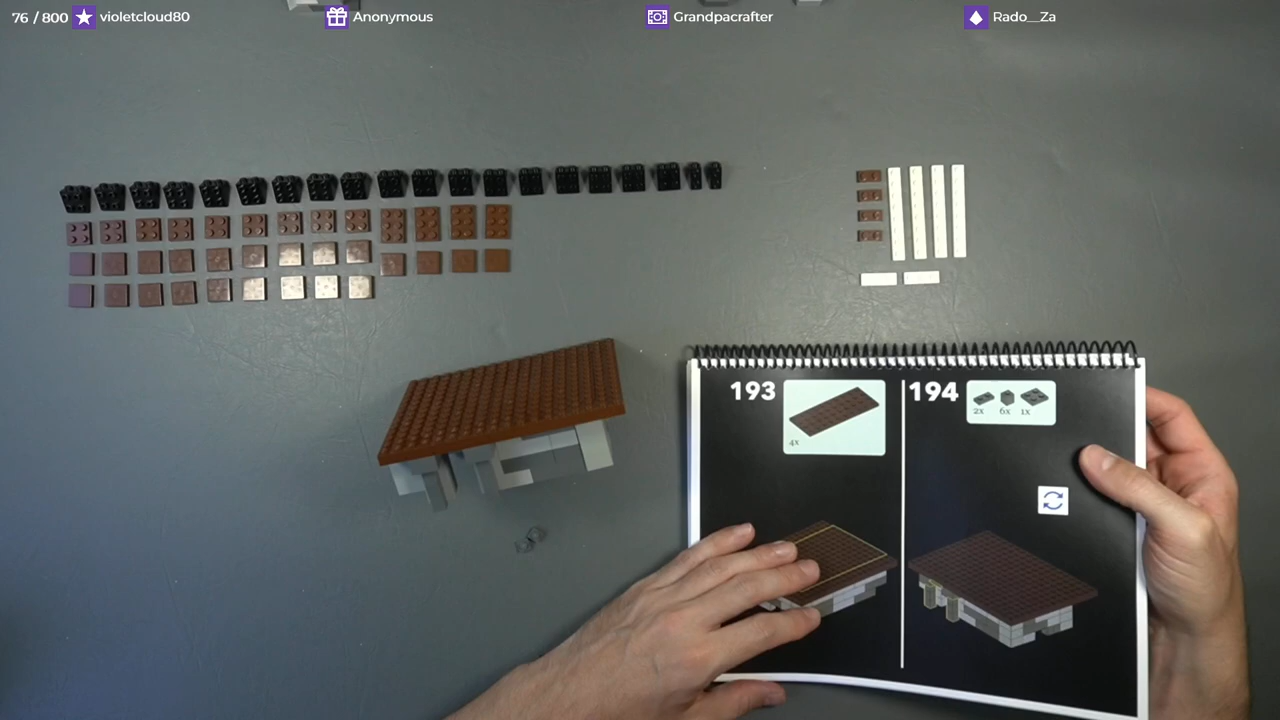 76 / 800 violetcloud80 Anonymous Grandpacrafter Rado__Za
193 194
4x
2x 6x 1x